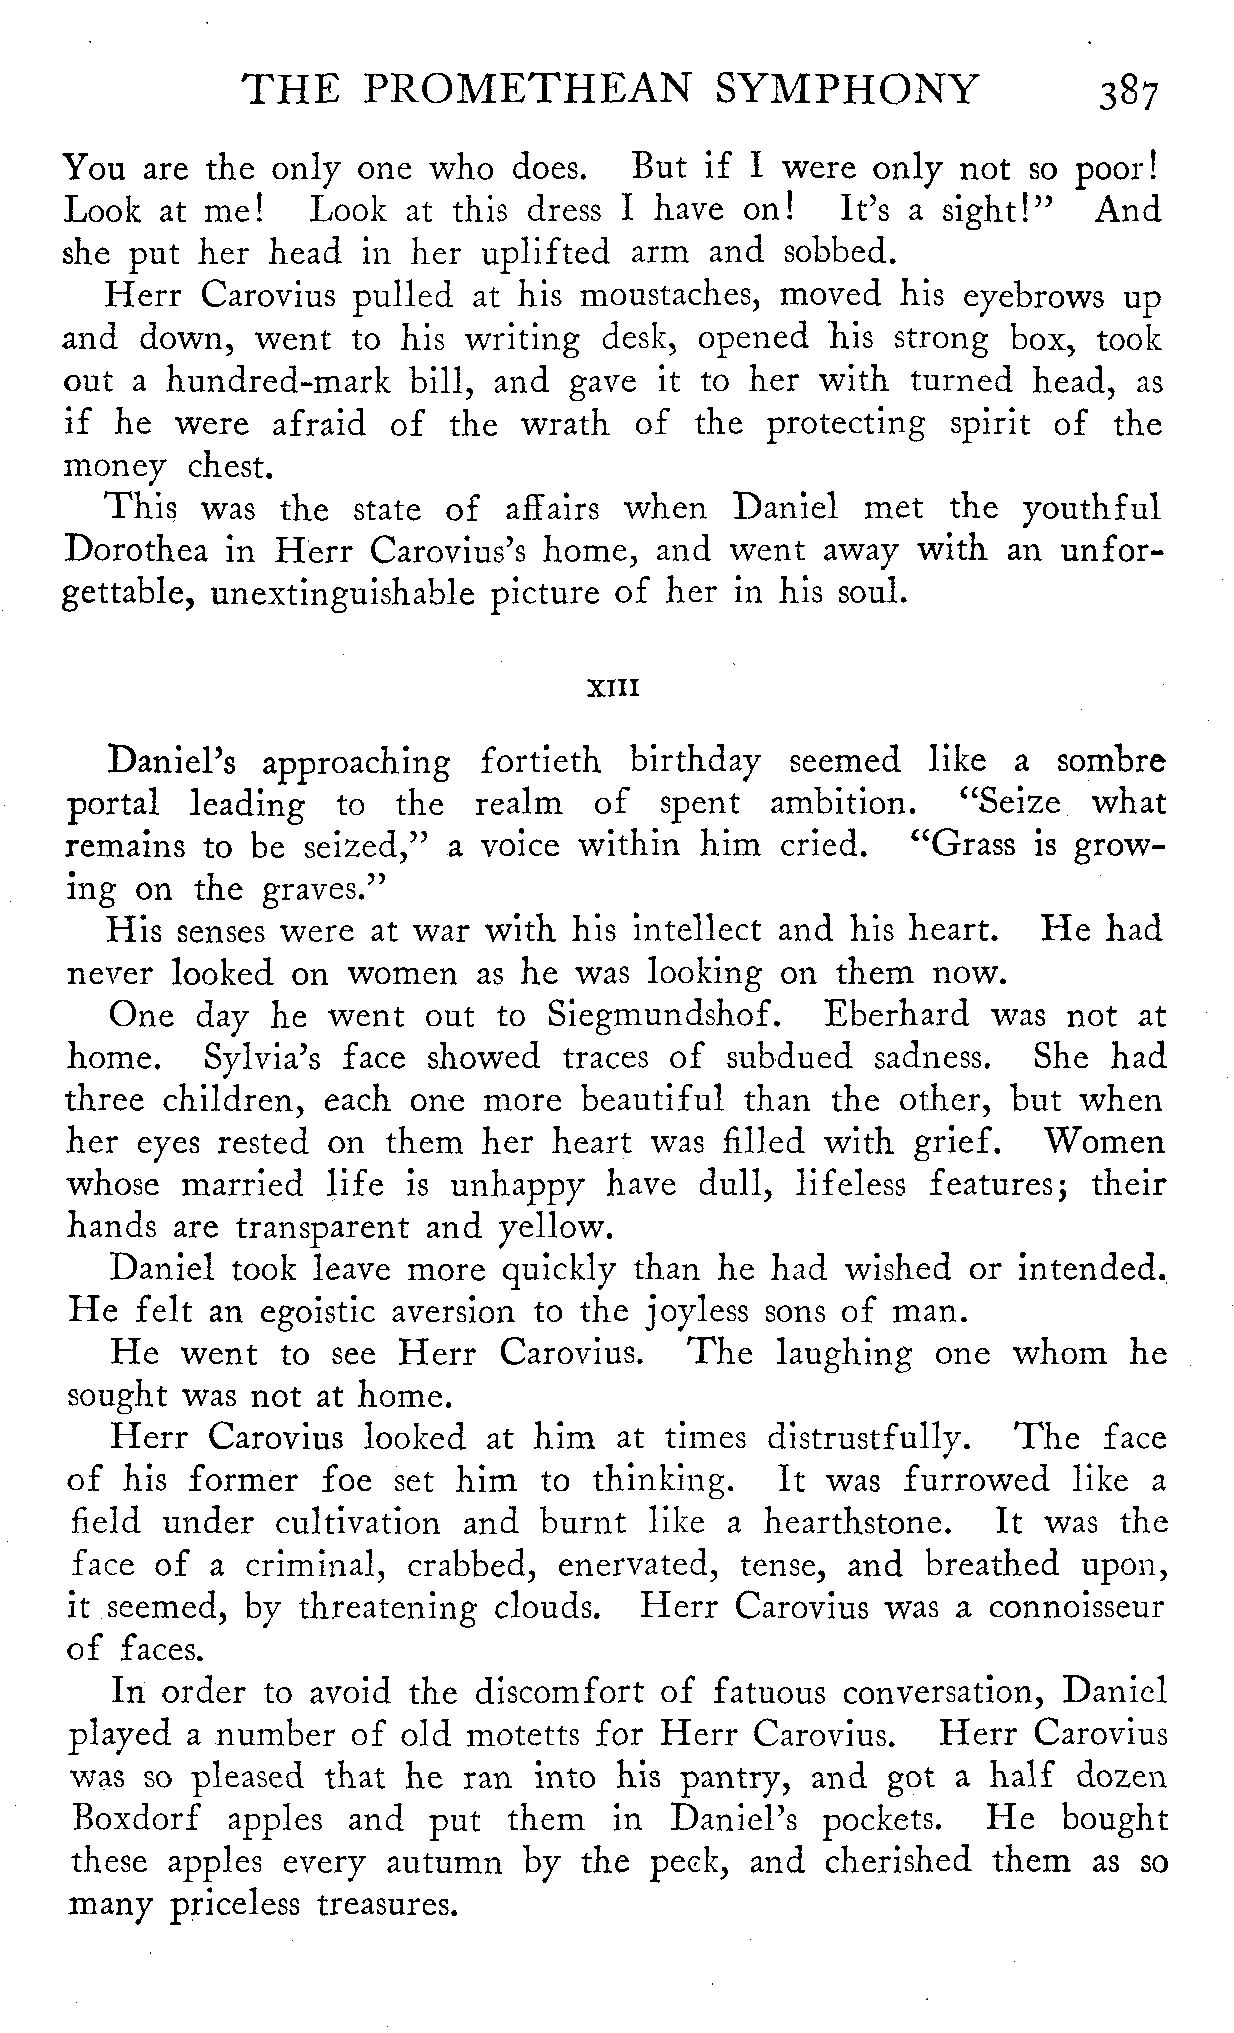 THE PROMETHEAN SYMPHONY 387
You are the only one who does. But if I were only not so poor!
Look at me! Look at this dress I have on! It's a sight!" And
she put her head in her uplifted arm and sobbed.
Herr Carovius pulled at his moustaches, moved his eyebrows up
and down, went to his writing desk, opened his strong box, took
out a hundred-mark bill, and gave it to her with turned head, as
if he were afraid of the wrath of the protecting spirit of the
money chest.
This was the state of affairs when Daniel met the youthful
Dorothea in Herr Carovius's home, and went away with an unfor-
gettable, unextinguishable picture of her in his soul.
XIII
Daniel's approaching fortieth birthday seemed like a sombre
portal leading to the realm of spent ambition. "Seize what
remains to be seized," a voice within him cried. "Grass is grow-
ing on the graves."
His senses were at war with his intellect and his heart. He had
never looked on women as he was looking on them now.
One day he went out to Siegmundshof. Eberhard was not at
home. Sylvia's face showed traces of subdued sadness. She had
three children, each one more beautiful than the other, but when
her eyes rested on them her heart was filled with grief. Women
whose married life is unhappy have dull, lifeless features; their
hands are transparent and yellow.
Daniel took leave more quickly than he had wished or intended.
He felt an egoistic aversion to the joyless sons of man.
He went to see Herr Carovius. The laughing one whom he
sought was not at home.
Herr Carovius looked at him at times distrustfully. The face
of his former foe set him to thinking. It was furrowed like a
field under cultivation and burnt like a hearthstone. It was the
face of a criminal, crabbed, enervated, tense, and breathed upon,
it seemed, by threatening clouds. Herr Carovius was a connoisseur
of faces.
In order to avoid the discomfort of fatuous conversation, Daniel
played a number of old motetts for Herr Carovius. Herr Carovius
was so pleased that he ran into his pantry, and got a half dozen
Boxdorf apples and put them in Daniel's pockets. He bought
these apples every autumn by the peck, and cherished them as so
many priceless treasures.